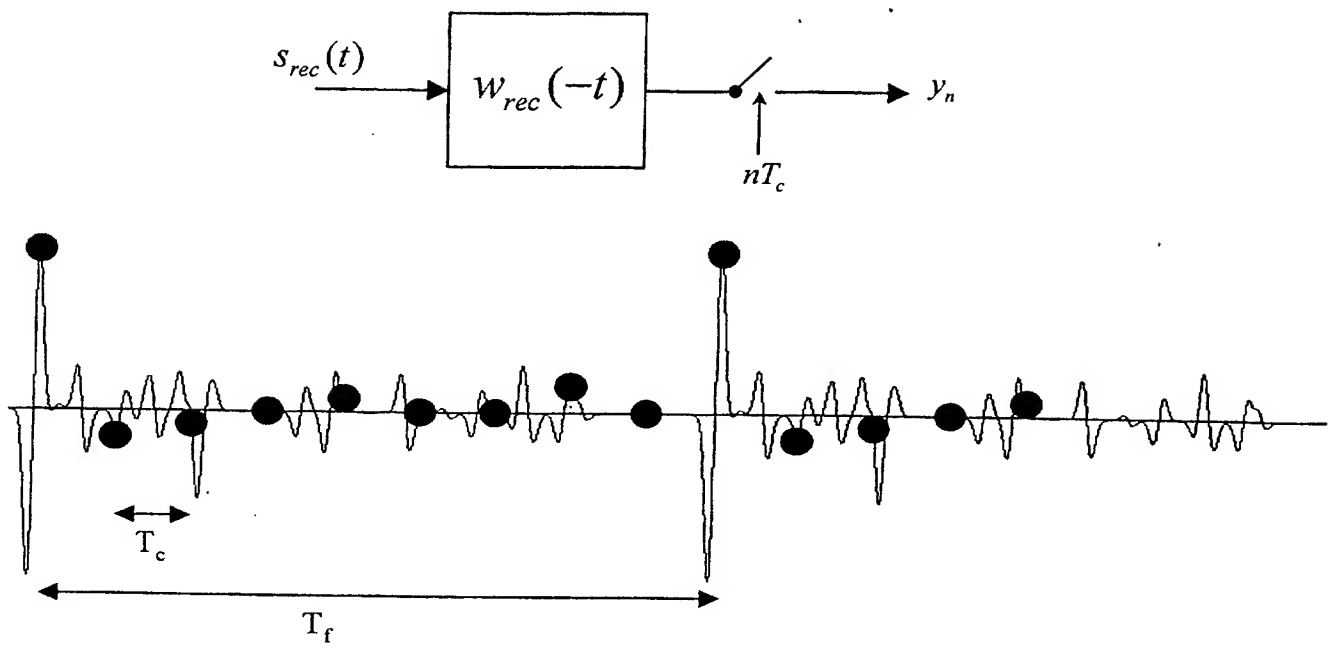 s_rec(t)
w_rec(−t)
y_n
nT_c
T_c
T_f